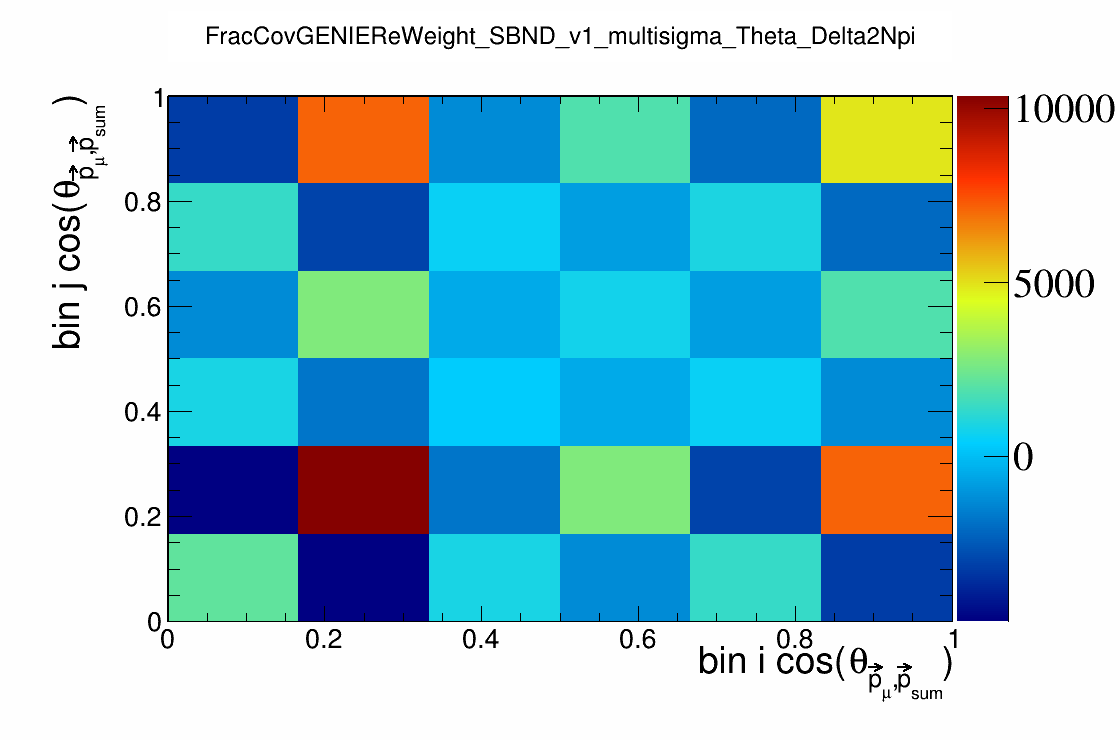 FracCovGENIEReWeight_SBND_v1_multisigma_Theta_Delta2Npi
bin j cos(θ p⃗μ,p⃗sum)
1
0.8
0.6
0.4
0.2
0
0 0.2 0.4 0.6 0.8 1
bin i cos(θ p⃗μ,p⃗sum)
10000
5000
0